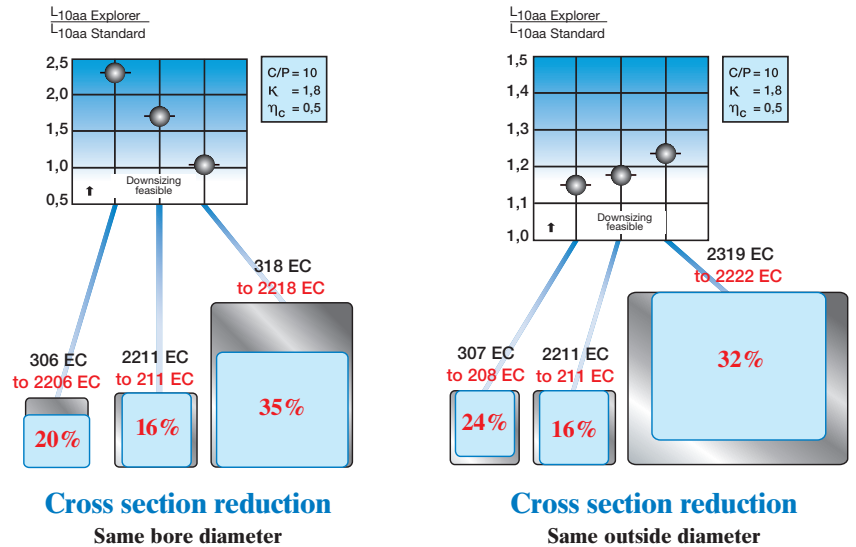 L10aa Explorer
L10aa Standard
2,5
2,0
1,5
1,0
0,5
C/P = 10
κ = 1,8
ηc = 0,5
Downsizing
feasible
318 EC
to 2218 EC
306 EC
to 2206 EC
2211 EC
to 211 EC
20%
16%
35%
Cross section reduction
Same bore diameter
L10aa Explorer
L10aa Standard
1,5
1,4
1,3
1,2
1,1
1,0
C/P = 10
κ = 1,8
ηc = 0,5
Downsizing
feasible
2319 EC
to 2222 EC
307 EC
to 208 EC
2211 EC
to 211 EC
24%
16%
32%
Cross section reduction
Same outside diameter